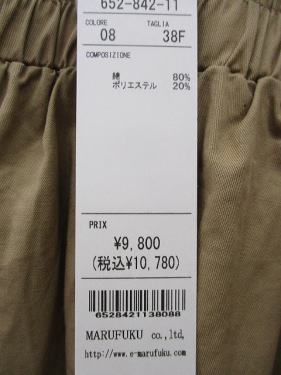 652-842-11
COLORE TAGLIA
08 38F
COMPOSIZIONE
綿 80%
ポリエステル 20%
PRIX
¥9,800
(税込¥10,780)
6528421138088
MARUFUKU co.,ltd,
http://www.e-marufuku.com/